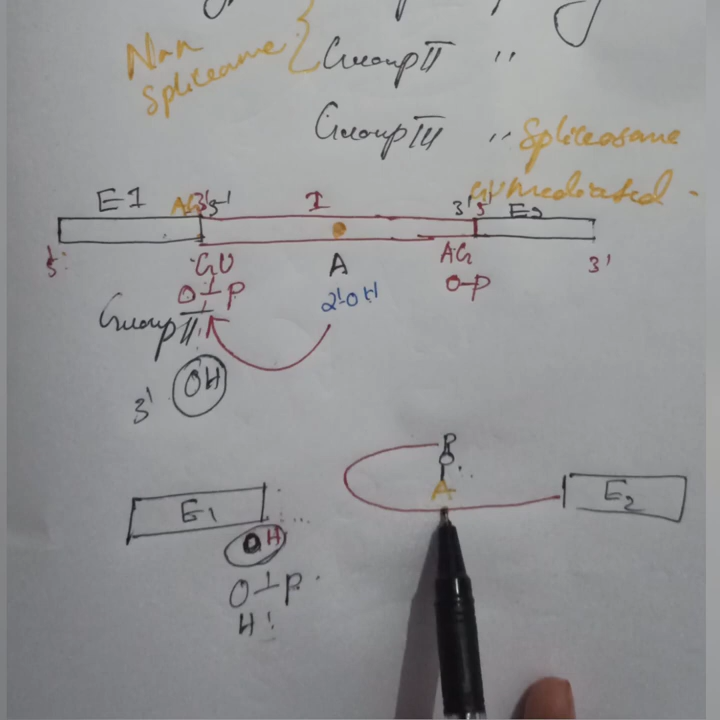 Non
Spliceame
Group II "
Group III " Spliceosome
mediated -
E1 AG 3' 5' I 3' 5' E2
5' GU A AG 3'
O P 2'-OH O-P
Group II
3' OH
P
O
A
E1 E2
OH
O P
H